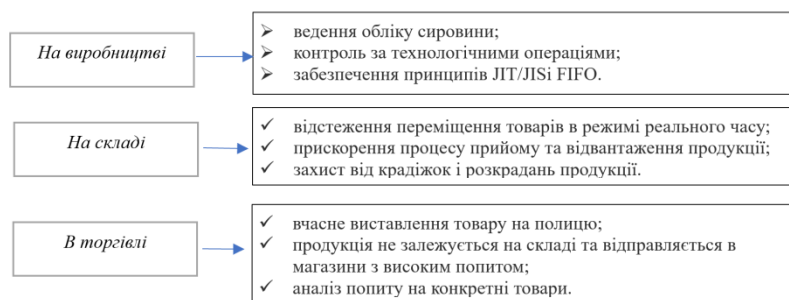 На виробництві
➢ ведення обліку сировини;
➢ контроль за технологічними операціями;
➢ забезпечення принципів JIT/JISi FIFO.
На складі
✓ відстеження переміщення товарів в режимі реального часу;
✓ прискорення процесу прийому та відвантаження продукції;
✓ захист від крадіжок і розкрадань продукції.
В торгівлі
✓ вчасне виставлення товару на полицю;
✓ продукція не залежується на складі та відправляється в
магазини з високим попитом;
✓ аналіз попиту на конкретні товари.